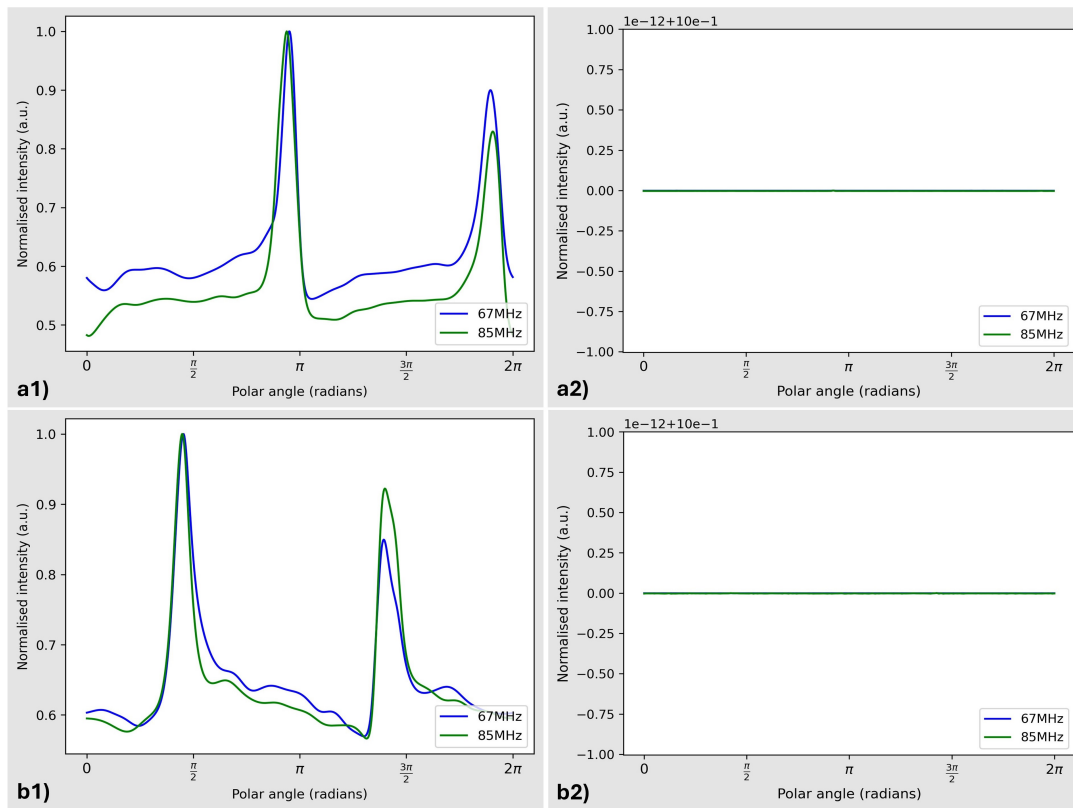 1.0
0.9
0.8
0.7
0.6
0.5
Normalised intensity (a.u.)
67MHz
85MHz
0
π/2
π
3π/2
2π
Polar angle (radians)
a1)
1e−12+10e−1
1.00
0.75
0.50
0.25
0.00
−0.25
−0.50
−0.75
−1.00
Normalised intensity (a.u.)
67MHz
85MHz
0
π/2
π
3π/2
2π
Polar angle (radians)
a2)
1.0
0.9
0.8
0.7
0.6
Normalised intensity (a.u.)
67MHz
85MHz
0
π/2
π
3π/2
2π
Polar angle (radians)
b1)
1e−12+10e−1
1.00
0.75
0.50
0.25
0.00
−0.25
−0.50
−0.75
−1.00
Normalised intensity (a.u.)
67MHz
85MHz
0
π/2
π
3π/2
2π
Polar angle (radians)
b2)